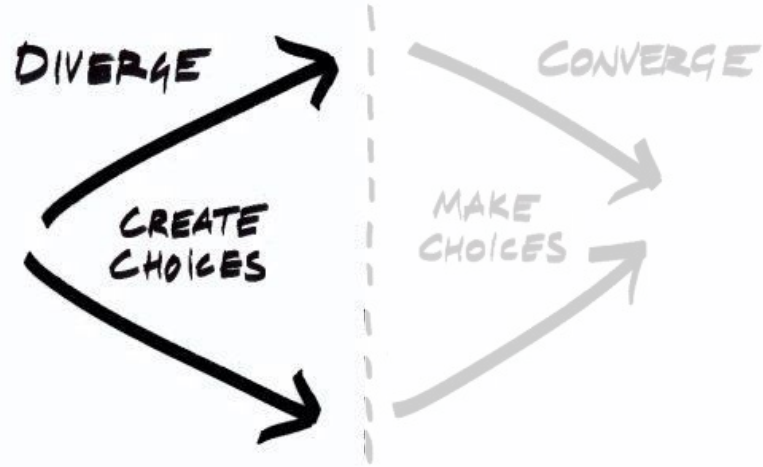 DIVERGE
CREATE
CHOICES
CONVERGE
MAKE
CHOICES